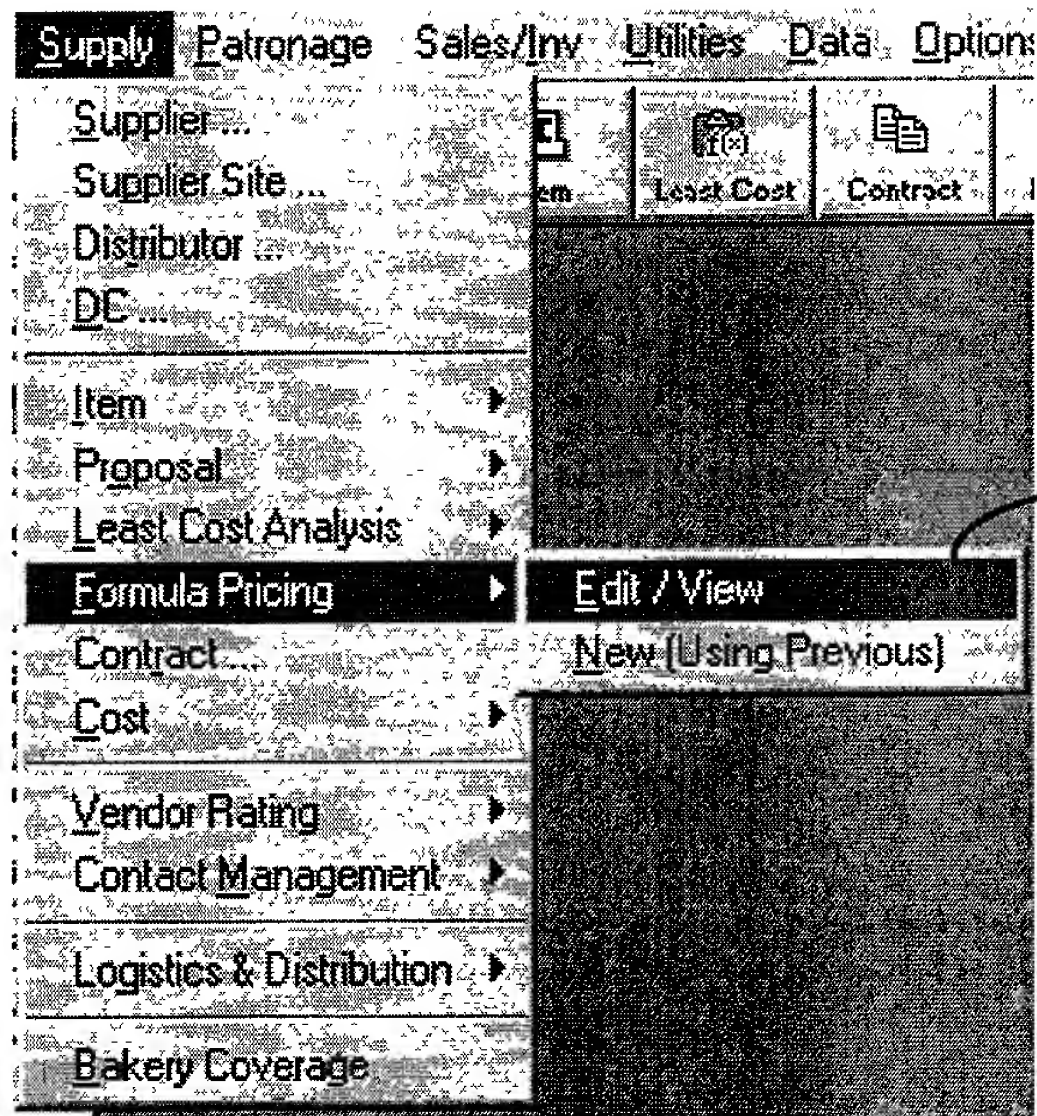 Supply Patronage Sales/Inv Utilities Data Options
Supplier ...
Supplier Site ...
Distributor ...
DC ...
Least Cost Contract
Item
Proposal
Least Cost Analysis
Formula Pricing
Edit / View
New (Using Previous)
Contract ...
Cost
Vendor Rating
Contact Management
Logistics & Distribution
Bakery Coverage